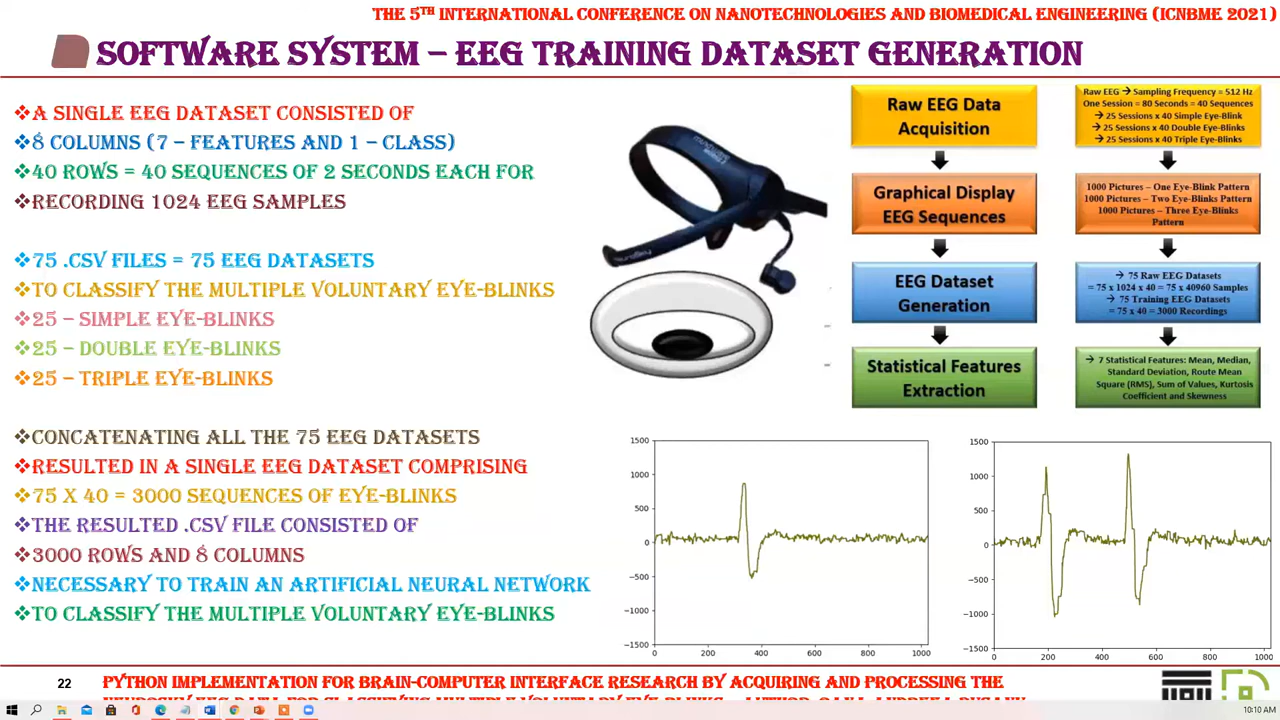 THE 5TH INTERNATIONAL CONFERENCE ON NANOTECHNOLOGIES AND BIOMEDICAL ENGINEERING (ICNBME 2021)
SOFTWARE SYSTEM – EEG TRAINING DATASET GENERATION
❖A SINGLE EEG DATASET CONSISTED OF
❖8 COLUMNS (7 – FEATURES AND 1 – CLASS)
❖40 ROWS = 40 SEQUENCES OF 2 SECONDS EACH FOR
❖RECORDING 1024 EEG SAMPLES
❖75 .CSV FILES = 75 EEG DATASETS
❖TO CLASSIFY THE MULTIPLE VOLUNTARY EYE-BLINKS
❖25 – SIMPLE EYE-BLINKS
❖25 – DOUBLE EYE-BLINKS
❖25 – TRIPLE EYE-BLINKS
❖CONCATENATING ALL THE 75 EEG DATASETS
❖RESULTED IN A SINGLE EEG DATASET COMPRISING
❖75 X 40 = 3000 SEQUENCES OF EYE-BLINKS
❖THE RESULTED .CSV FILE CONSISTED OF
❖3000 ROWS AND 8 COLUMNS
❖NECESSARY TO TRAIN AN ARTIFICIAL NEURAL NETWORK
❖TO CLASSIFY THE MULTIPLE VOLUNTARY EYE-BLINKS
Raw EEG Data
Acquisition
Graphical Display
EEG Sequences
EEG Dataset
Generation
Statistical Features
Extraction
Raw EEG → Sampling Frequency = 512 Hz
One Session = 80 Seconds = 40 Sequences
→ 25 Sessions x 40 Simple Eye-Blink
→ 25 Sessions x 40 Double Eye-Blinks
→ 25 Sessions x 40 Triple Eye-Blinks
1000 Pictures – One Eye-Blink Pattern
1000 Pictures – Two Eye-Blinks Pattern
1000 Pictures – Three Eye-Blinks
Pattern
→ 75 Raw EEG Datasets
= 75 x 1024 x 40 = 75 x 40960 Samples
→ 75 Training EEG Datasets
= 75 x 40 = 3000 Recordings
→ 7 Statistical Features: Mean, Median,
Standard Deviation, Route Mean
Square (RMS), Sum of Values, Kurtosis
Coefficient and Skewness
1500
1000
500
0
−500
−1000
−1500
0 200 400 600 800 1000
1500
1000
500
0
−500
−1000
−1500
0 200 400 600 800 1000
22
PYTHON IMPLEMENTATION FOR BRAIN-COMPUTER INTERFACE RESEARCH BY ACQUIRING AND PROCESSING THE
10:10 AM